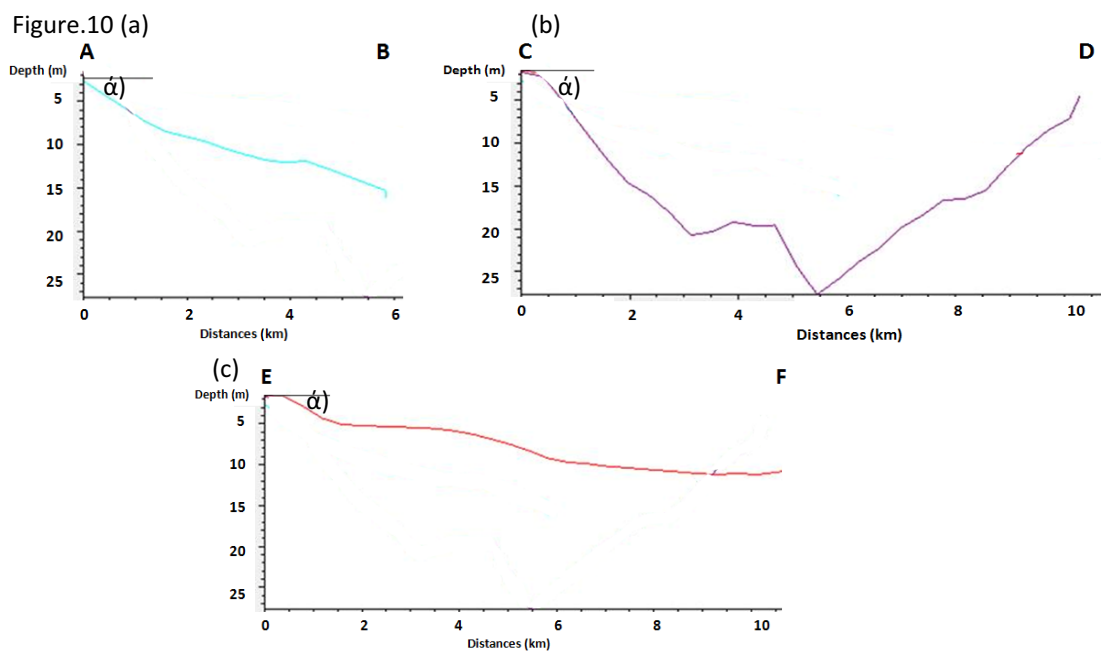 Figure.10 (a)
A B
Depth (m)
ά)
5
10
15
20
25
0 2 4 6
Distances (km)
(b)
C D
Depth (m)
ά)
5
10
15
20
25
0 2 4 6 8 10
Distances (km)
(c)
E F
Depth (m)
ά)
5
10
15
20
25
0 2 4 6 8 10
Distances (km)